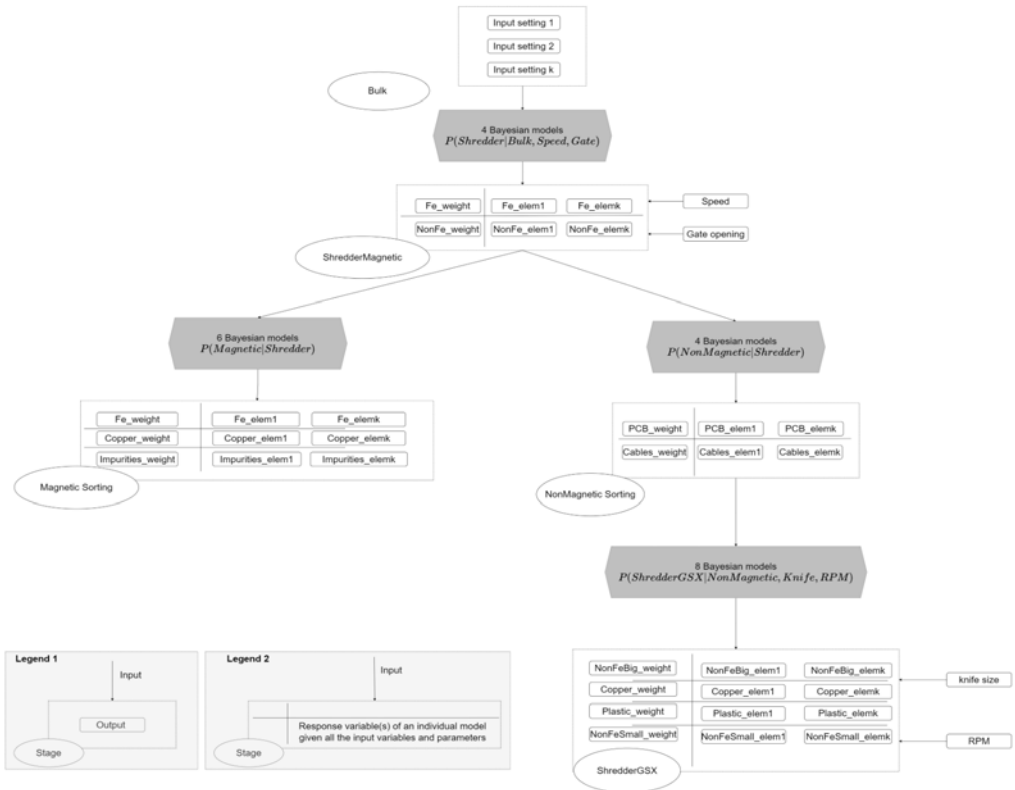 Input setting 1
Input setting 2
Input setting k
Bulk
4 Bayesian models
P(Shredder|Bulk, Speed, Gate)
Fe_weight Fe_elem1 Fe_elemk
NonFe_weight NonFe_elem1 NonFe_elemk
Speed
Gate opening
ShredderMagnetic
6 Bayesian models
P(Magnetic|Shredder)
4 Bayesian models
P(NonMagnetic|Shredder)
Fe_weight Fe_elem1 Fe_elemk
Copper_weight Copper_elem1 Copper_elemk
Impurities_weight Impurities_elem1 Impurities_elemk
Magnetic Sorting
PCB_weight PCB_elem1 PCB_elemk
Cables_weight Cables_elem1 Cables_elemk
NonMagnetic Sorting
8 Bayesian models
P(ShredderGSX|NonMagnetic, Knife, RPM)
NonFeBig_weight NonFeBig_elem1 NonFeBig_elemk
Copper_weight Copper_elem1 Copper_elemk
Plastic_weight Plastic_elem1 Plastic_elemk
NonFeSmall_weight NonFeSmall_elem1 NonFeSmall_elemk
knife size
RPM
ShredderGSX
Legend 1
Input
Output
Stage
Legend 2
Input
Response variable(s) of an individual model
given all the input variables and parameters
Stage